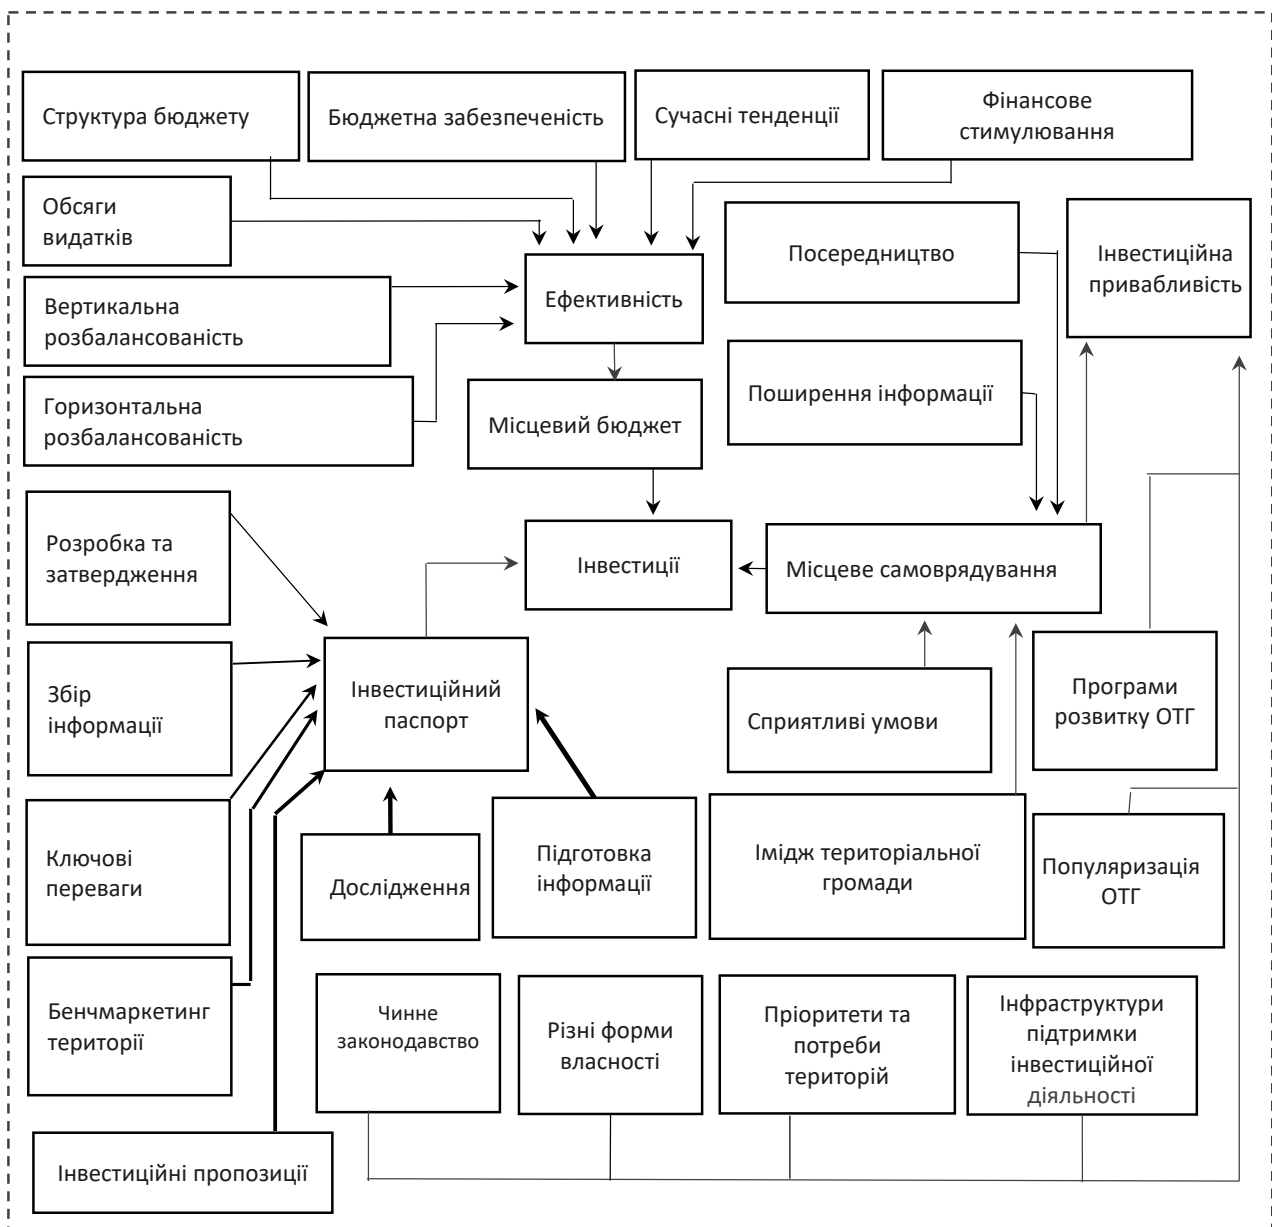 Структура бюджету
Бюджетна забезпеченість
Сучасні тенденції
Фінансове
стимулювання
Обсяги
видатків
Посередництво
Інвестиційна
привабливість
Вертикальна
розбалансованість
Ефективність
Горизонтальна
розбалансованість
Місцевий бюджет
Поширення інформації
Розробка та
затвердження
Інвестиції
Місцеве самоврядування
Збір
інформації
Інвестиційний
паспорт
Сприятливі умови
Програми
розвитку ОТГ
Ключові
переваги
Дослідження
Підготовка
інформації
Імідж територіальної
громади
Популяризація
ОТГ
Бенчмаркетинг
території
Чинне
законодавство
Різні форми
власності
Пріоритети та
потреби
територій
Інфраструктури
підтримки
інвестиційної
діяльності
Інвестиційні пропозиції